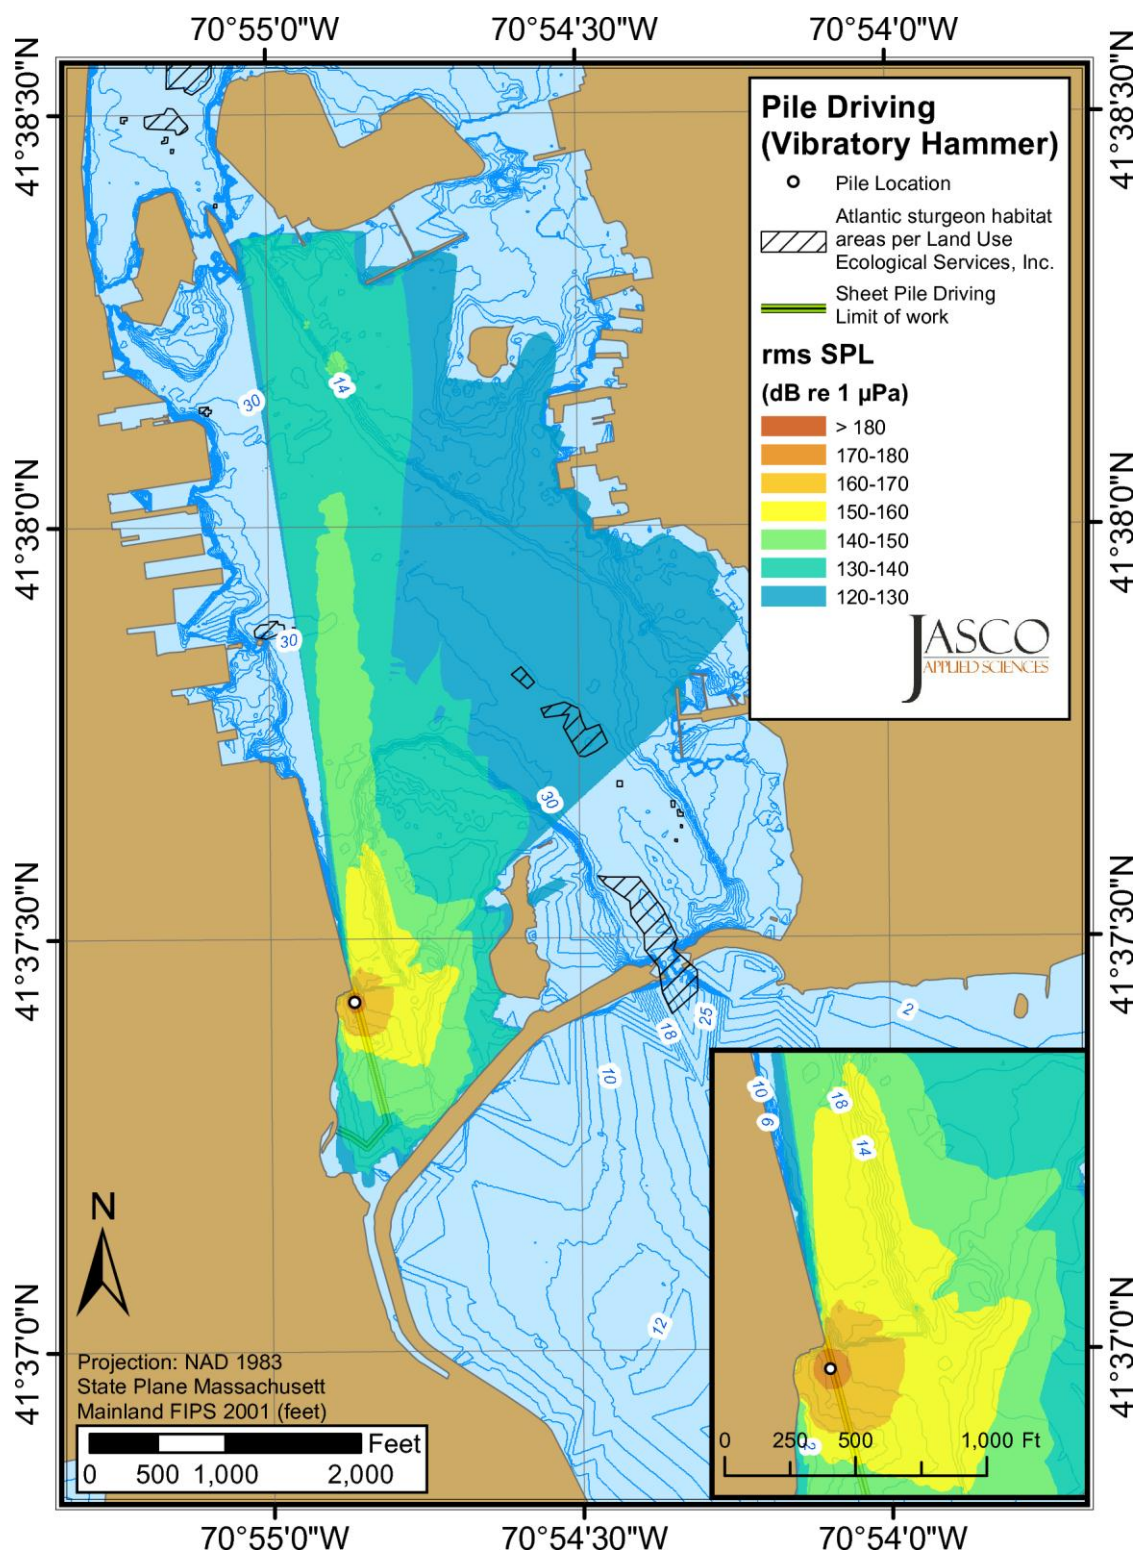 70°55'0"W 70°54'30"W 70°54'0"W
41°38'30"N
41°38'30"N
Pile Driving
(Vibratory Hammer)
Pile Location
Atlantic sturgeon habitat
areas per Land Use
Ecological Services, Inc.
Sheet Pile Driving
Limit of work
rms SPL
(dB re 1 µPa)
> 180
170-180
160-170
150-160
140-150
130-140
120-130
JASCO
APPLIED SCIENCES
30
14
41°38'0"N
41°38'0"N
30
30
41°37'30"N
41°37'30"N
2
25
18
10
12
10
6
18
14
2
0 250 500 1,000 Ft
41°37'0"N
41°37'0"N
N
Projection: NAD 1983
State Plane Massachusett
Mainland FIPS 2001 (feet)
Feet
0 500 1,000 2,000
70°55'0"W 70°54'30"W 70°54'0"W